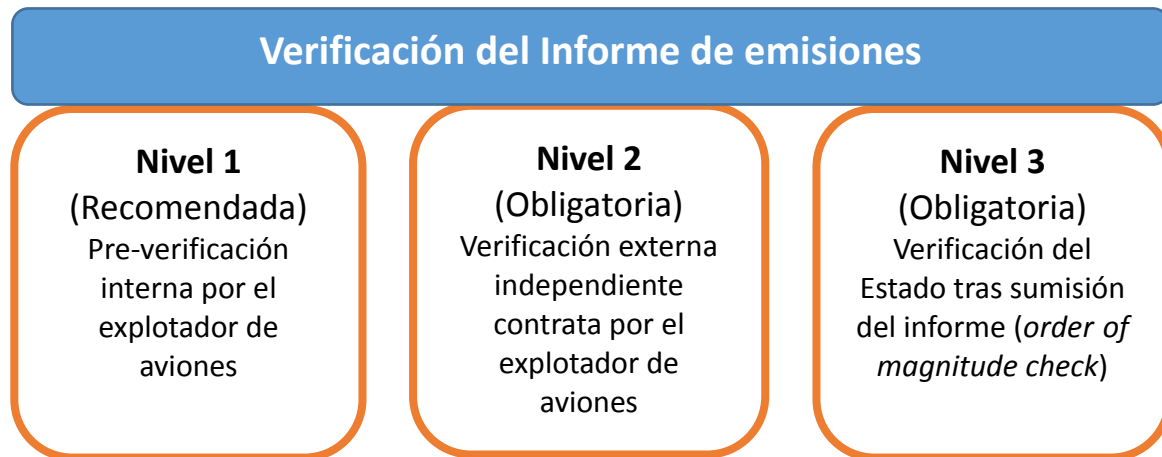 Verificación del Informe de emisiones
Nivel 1
(Recomendada)
Pre-verificación
interna por el
explotador de
aviones
Nivel 2
(Obligatoria)
Verificación externa
independiente
contrata por el
explotador de
aviones
Nivel 3
(Obligatoria)
Verificación del
Estado tras sumisión
del informe (order of
magnitude check)